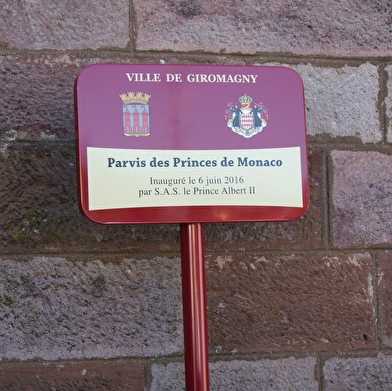 VILLE DE GIROMAGNY
Parvis des Princes de Monaco
Inauguré le 6 juin 2016
par S.A.S. le Prince Albert II